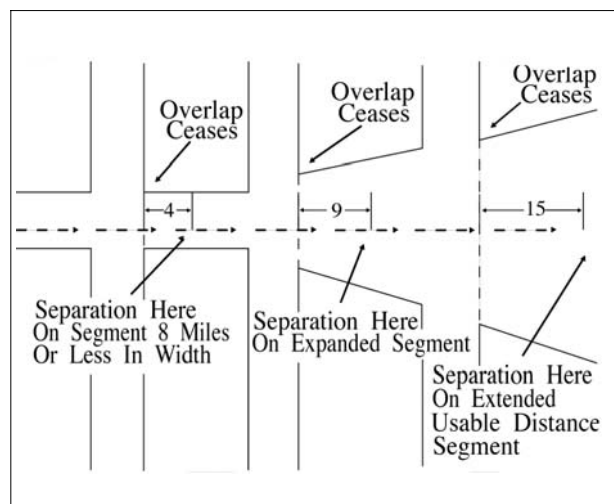 Overlap
Ceases
Overlap
Ceases
Overlap
Ceases
4
9
15
Separation Here
On Segment 8 Miles
Or Less In Width
Separation Here
On Expanded Segment
Separation Here
On Extended
Usable Distance
Segment